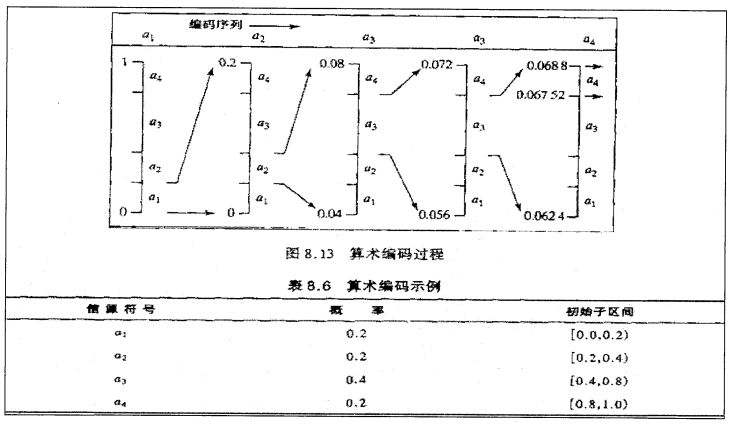 编码序列
a₁ a₂ a₃ a₃ a₄
1 0.2 0.08 0.072 0.0688
a₄ a₄ a₄ a₄ a₄
0.06752
a₃ a₃ a₃ a₃ a₃
a₂ a₂ a₂ a₂ a₂
a₁ a₁ a₁ a₁ a₁
0 0 0.04 0.056 0.0624
图 8.13 算术编码过程
表 8.6 算术编码示例
信源符号 概率 初始子区间
a₁ 0.2 [0.0,0.2)
a₂ 0.2 [0.2,0.4)
a₃ 0.4 [0.4,0.8)
a₄ 0.2 [0.8,1.0)